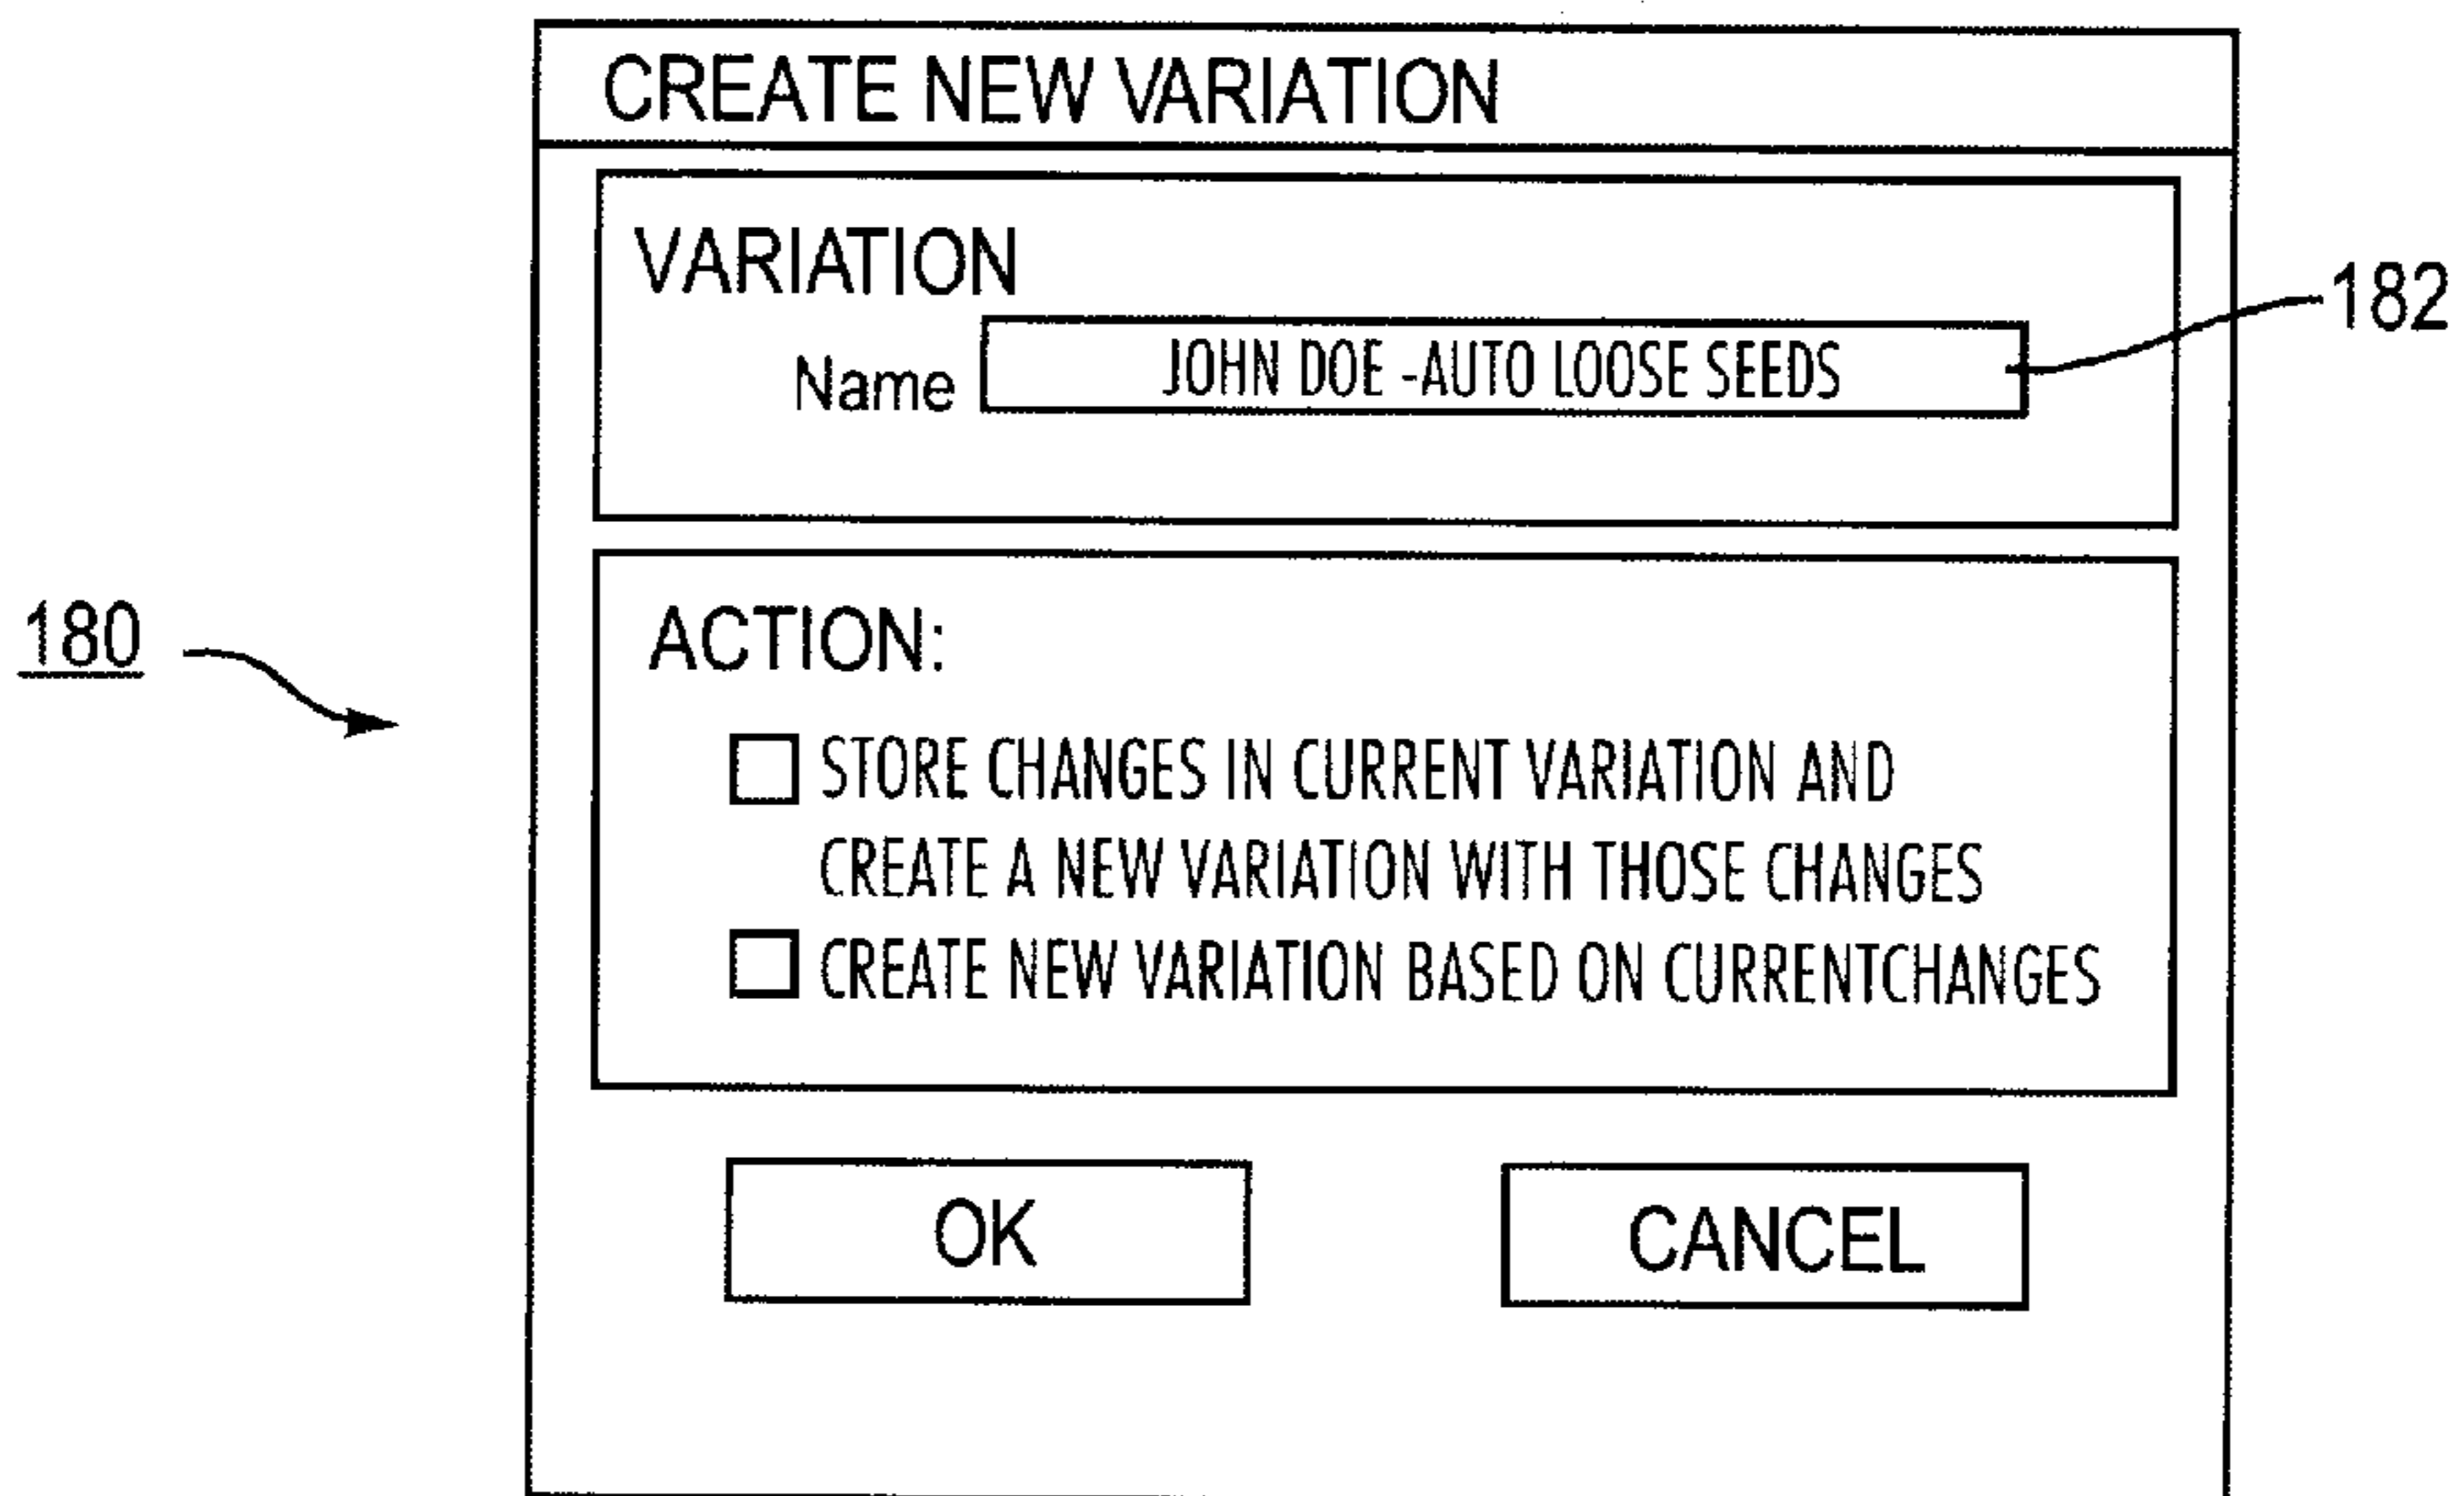 CREATE NEW VARIATION
VARIATION
Name JOHN DOE -AUTO LOOSE SEEDS
182
180
ACTION:
STORE CHANGES IN CURRENT VARIATION AND
CREATE A NEW VARIATION WITH THOSE CHANGES
CREATE NEW VARIATION BASED ON CURRENTCHANGES
OK
CANCEL